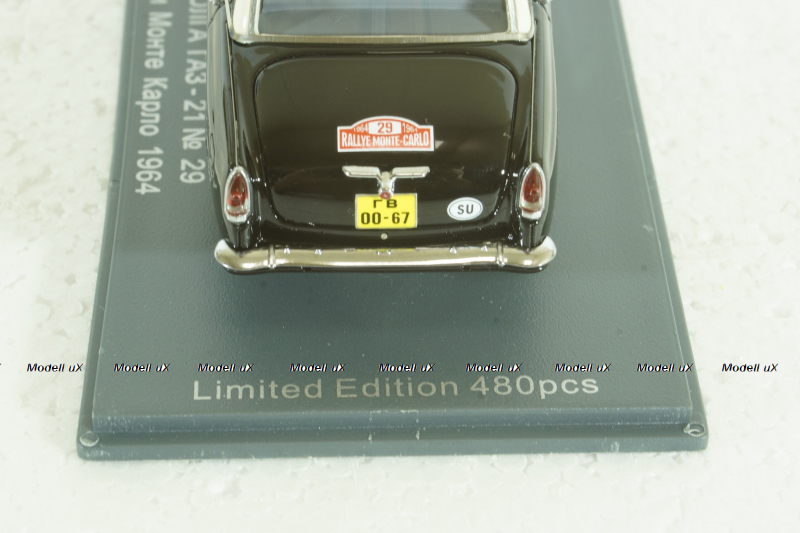 ГАЗ - 21 № 29
Монте Карло 1964
1964 29 1964
RALLYE MONTE-CARLO
ГВ
00-67
SU
Modell uX Modell uX Modell uX Modell uX Modell uX Modell uX Modell uX Modell uX Modell uX
Limited Edition 480pcs